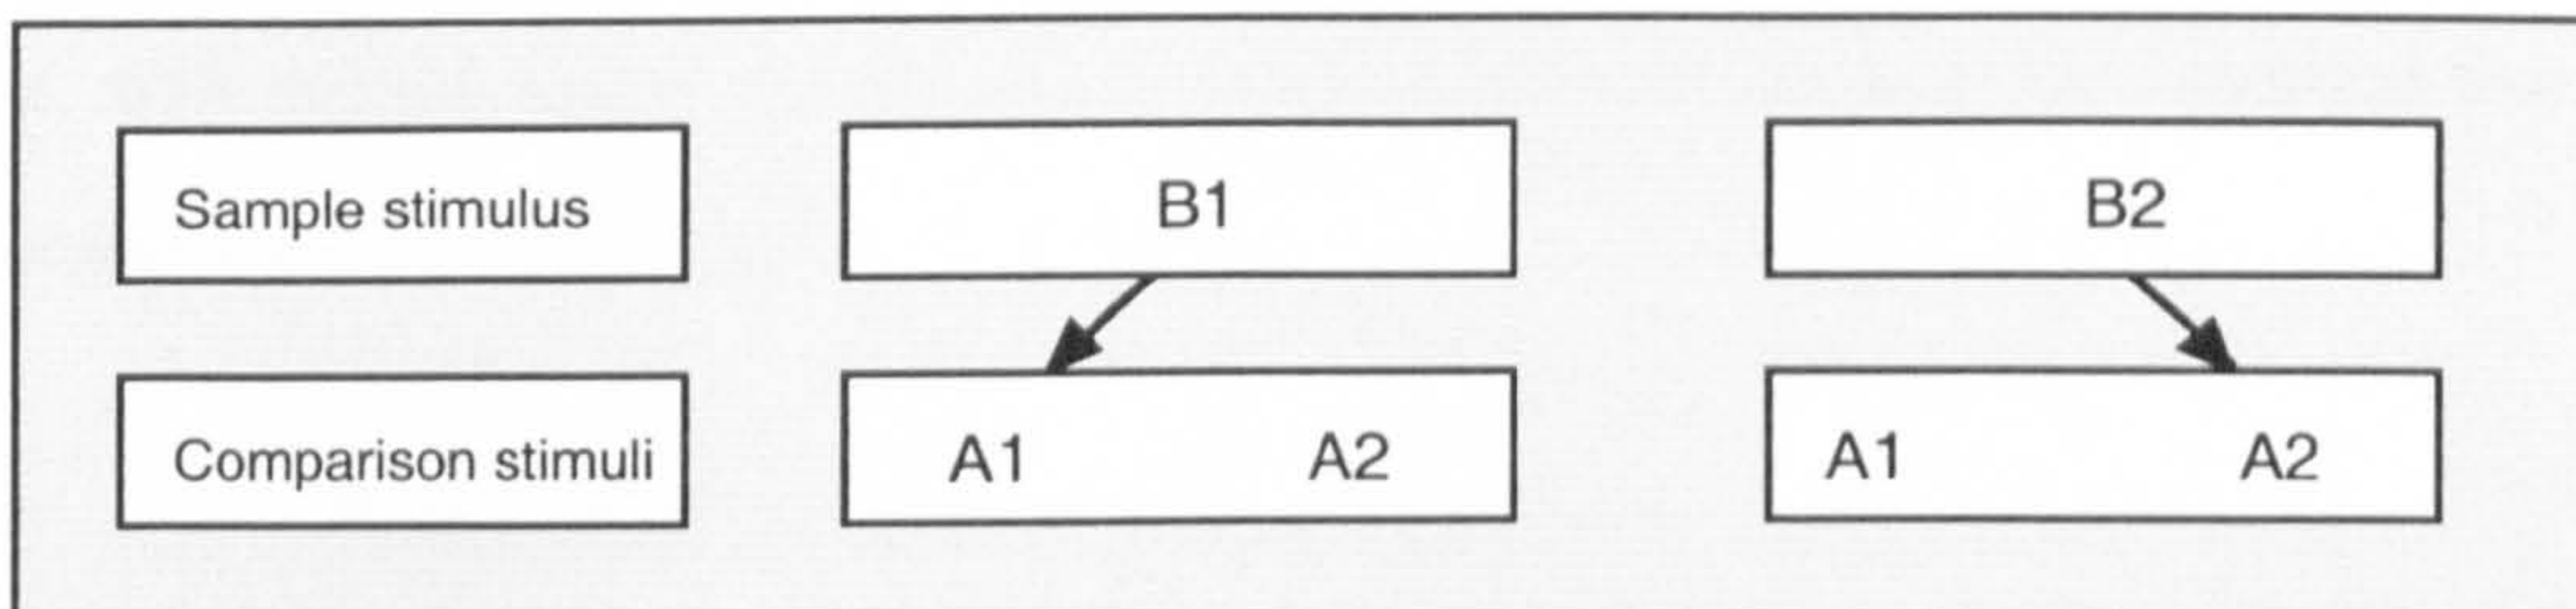 Sample stimulus B1 B2
Comparison stimuli A1 A2 A1 A2